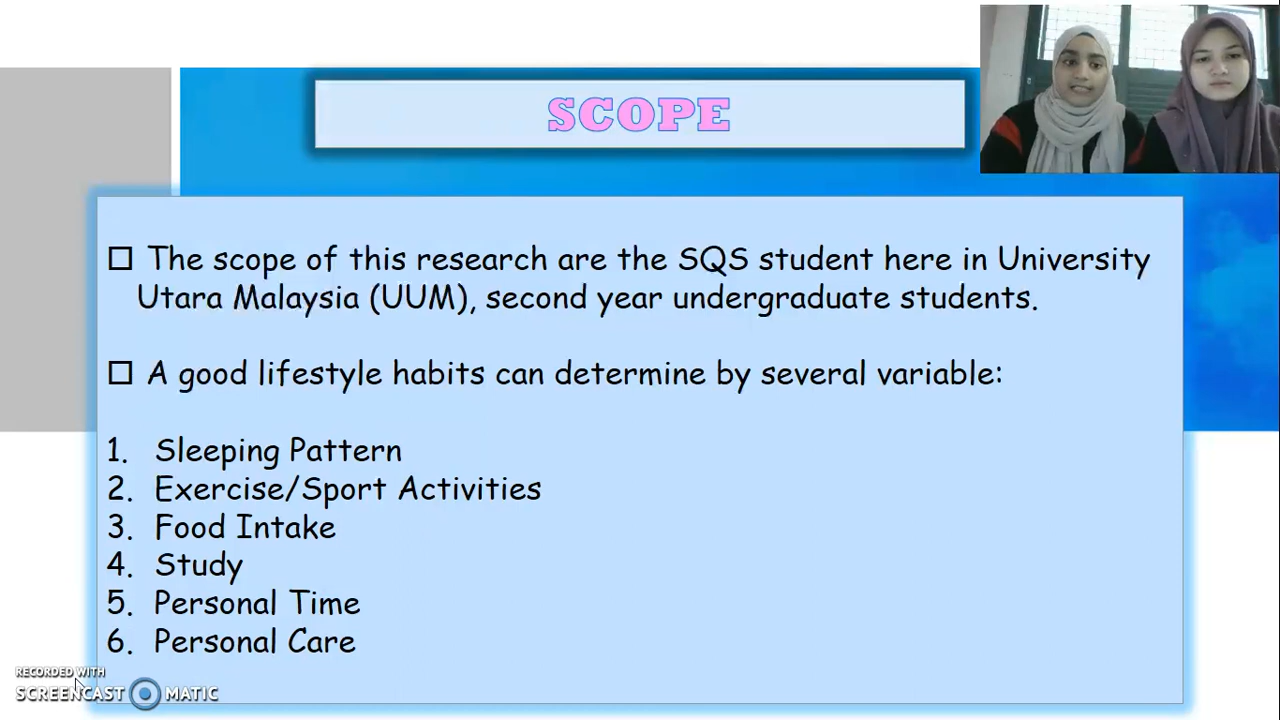 SCOPE
The scope of this research are the SQS student here in University
Utara Malaysia (UUM), second year undergraduate students.
A good lifestyle habits can determine by several variable:
1. Sleeping Pattern
2. Exercise/Sport Activities
3. Food Intake
4. Study
5. Personal Time
6. Personal Care
RECORDED WITH
SCREENCAST MATIC